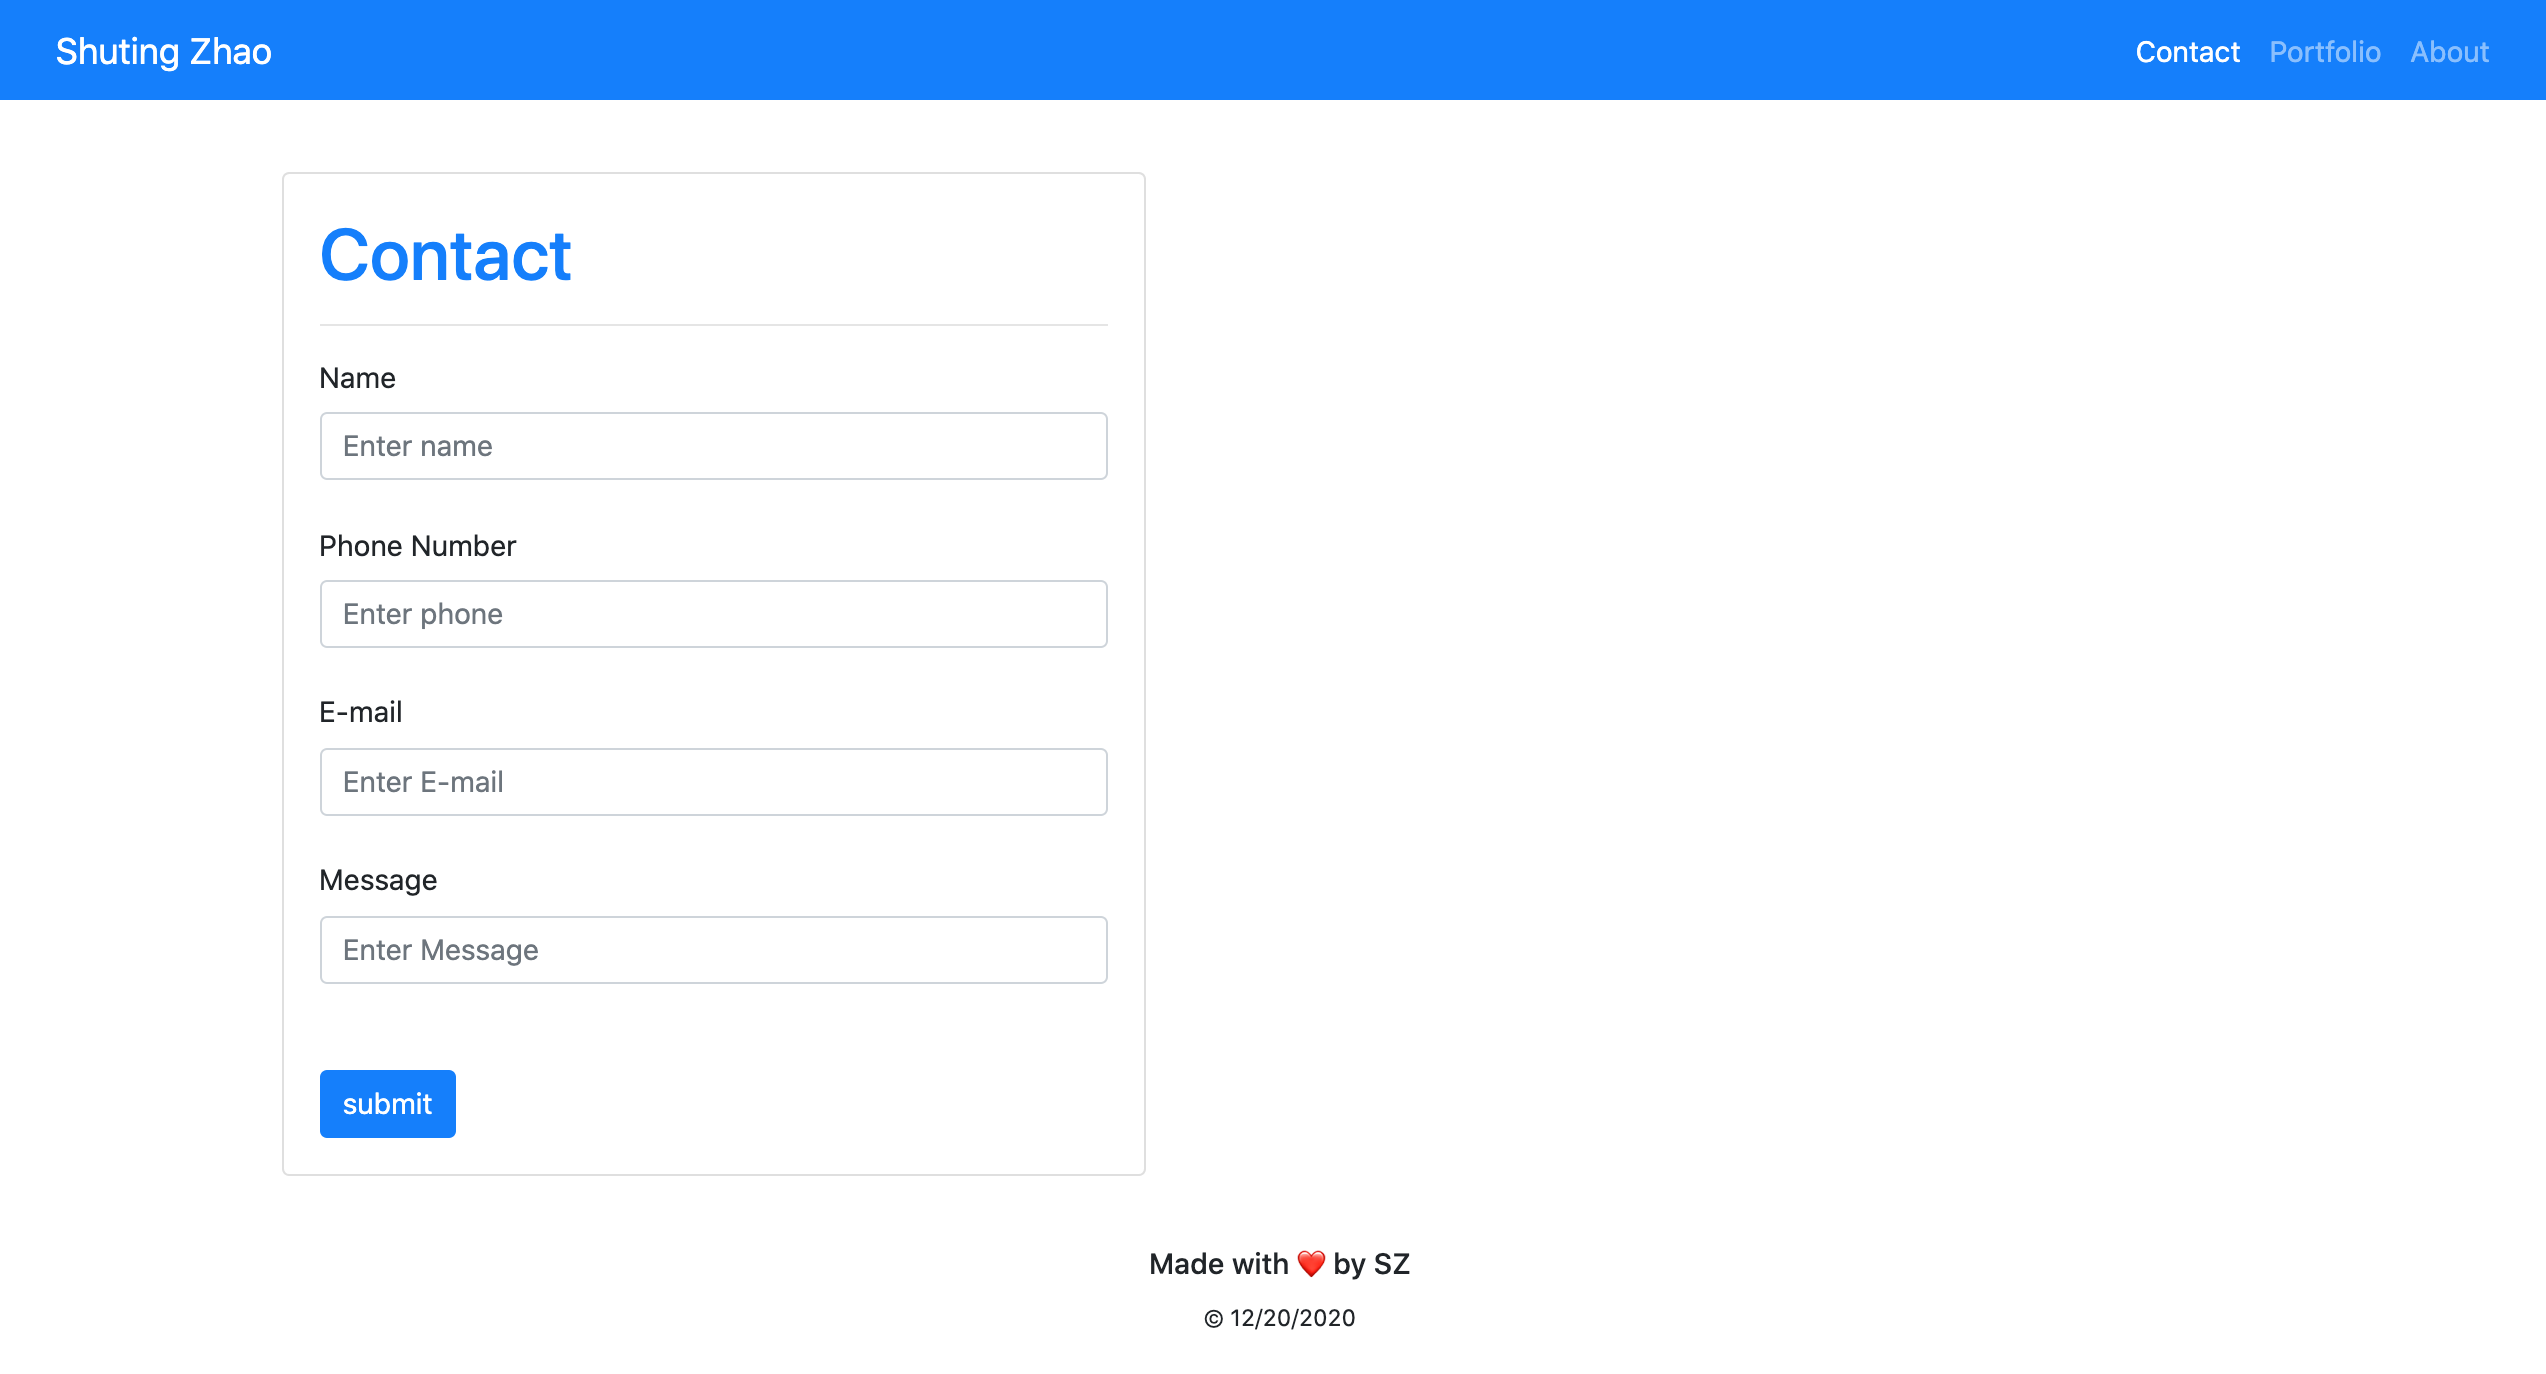 Shuting Zhao
Contact Portfolio About
Contact
Name
Enter name
Phone Number
Enter phone
E-mail
Enter E-mail
Message
Enter Message
submit
Made with ❤️ by SZ
© 12/20/2020